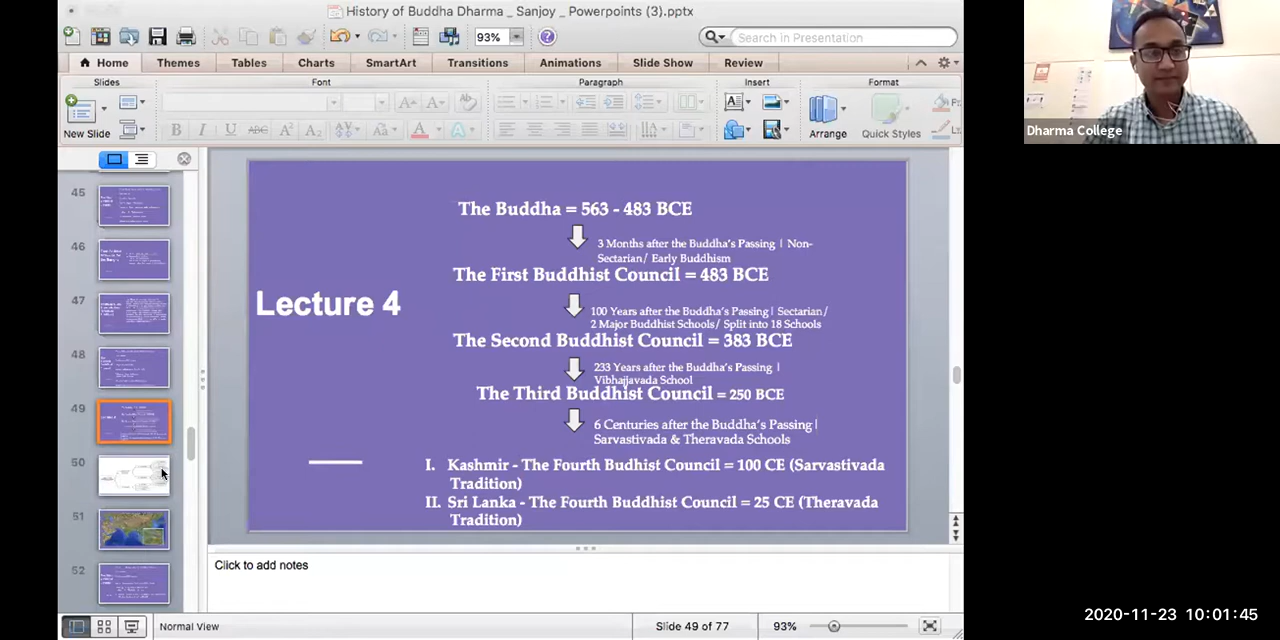 History of Buddha Dharma _ Sanjoy _ Powerpoints (3).pptx
93%
Search in Presentation
Home Themes Tables Charts SmartArt Transitions Animations Slide Show Review
Slides Font Paragraph Insert Format
New Slide Arrange Quick Styles
45
46
47
48
49
50
51
52
Lecture 4
The Buddha = 563 - 483 BCE
3 Months after the Buddha's Passing | Non-
Sectarian/ Early Buddhism
The First Buddhist Council = 483 BCE
100 Years after the Buddha's Passing| Sectarian/
2 Major Buddhist Schools/ Split into 18 Schools
The Second Buddhist Council = 383 BCE
233 Years after the Buddha's Passing |
Vibhajjavada School
The Third Buddhist Council = 250 BCE
6 Centuries after the Buddha's Passing|
Sarvastivada & Theravada Schools
I. Kashmir - The Fourth Budhist Council = 100 CE (Sarvastivada
Tradition)
II. Sri Lanka - The Fourth Buddhist Council = 25 CE (Theravada
Tradition)
Click to add notes
Normal View Slide 49 of 77 93%
Dharma College
2020-11-23 10:01:45